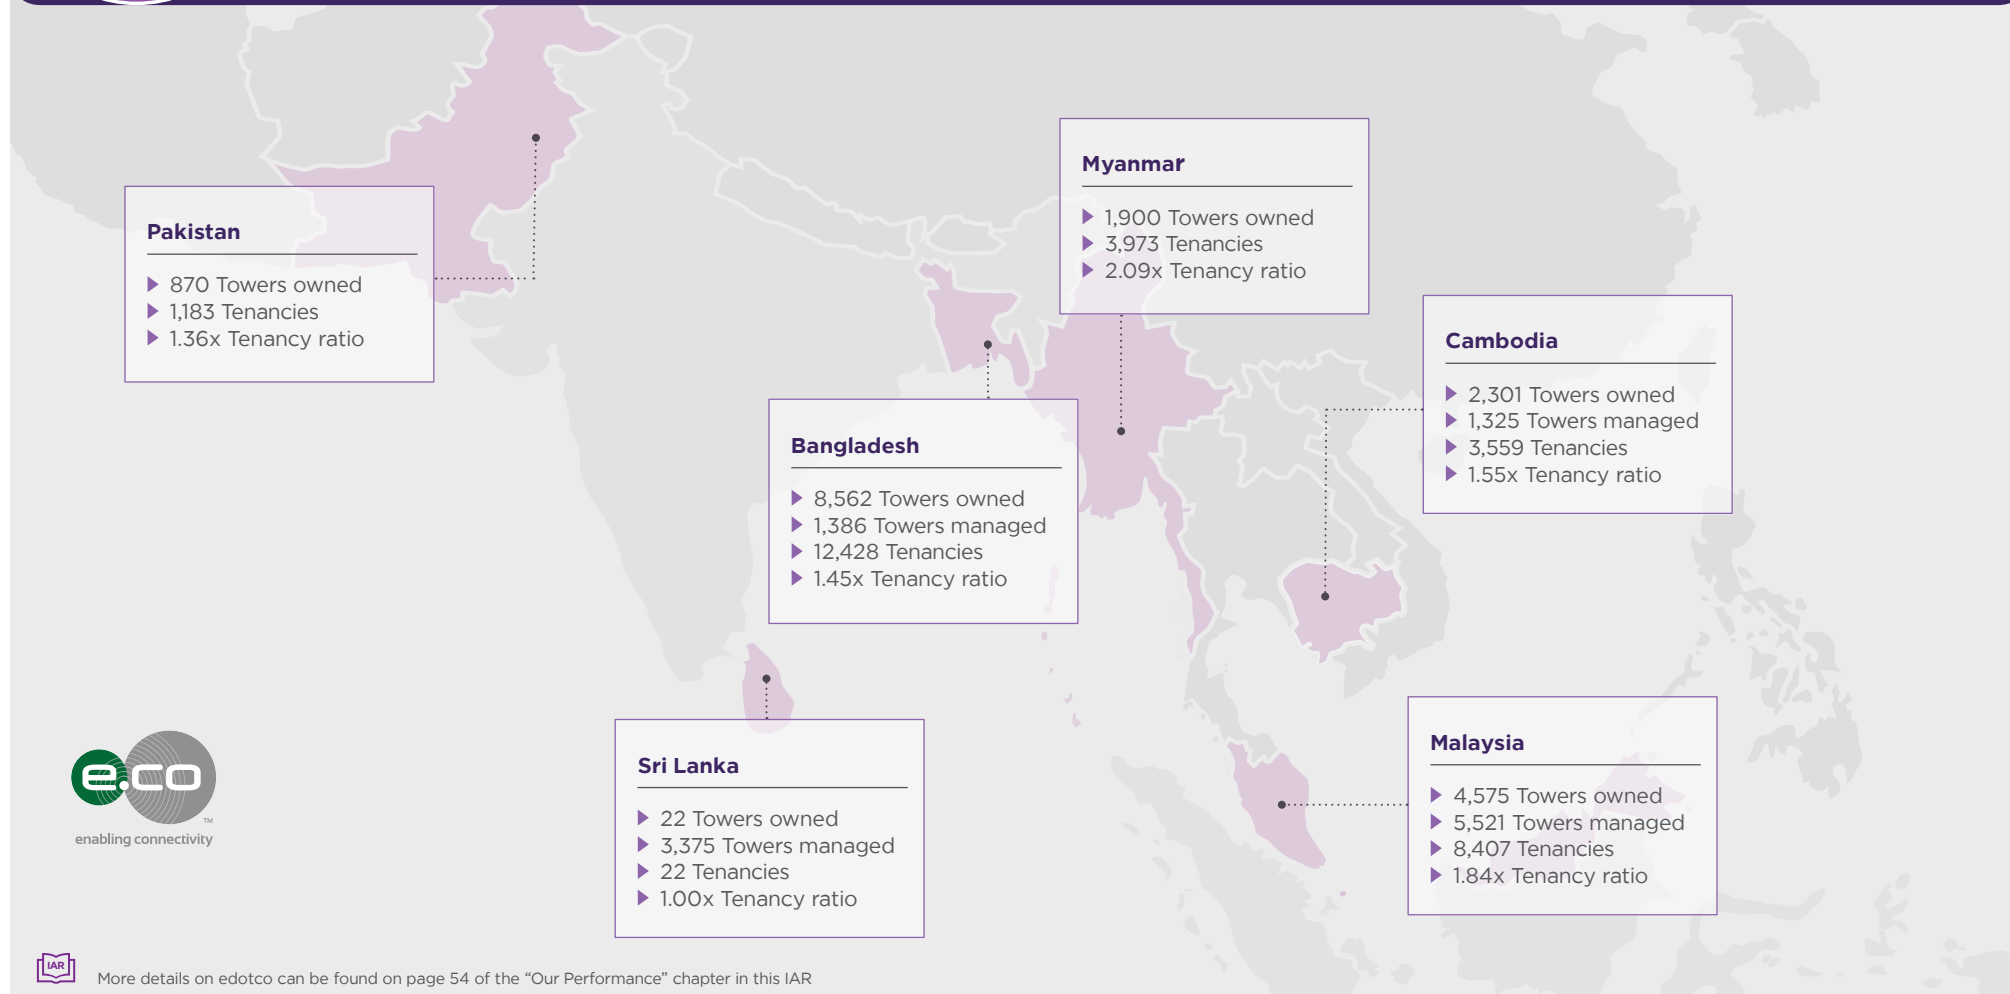 Myanmar
1,900 Towers owned
3,973 Tenancies
2.09x Tenancy ratio
Pakistan
870 Towers owned
1,183 Tenancies
1.36x Tenancy ratio
Cambodia
2,301 Towers owned
1,325 Towers managed
3,559 Tenancies
1.55x Tenancy ratio
Bangladesh
8,562 Towers owned
1,386 Towers managed
12,428 Tenancies
1.45x Tenancy ratio
Malaysia
4,575 Towers owned
5,521 Towers managed
8,407 Tenancies
1.84x Tenancy ratio
Sri Lanka
22 Towers owned
3,375 Towers managed
22 Tenancies
1.00x Tenancy ratio
e.co
TM
enabling connectivity
IAR
More details on edotco can be found on page 54 of the “Our Performance” chapter in this IAR